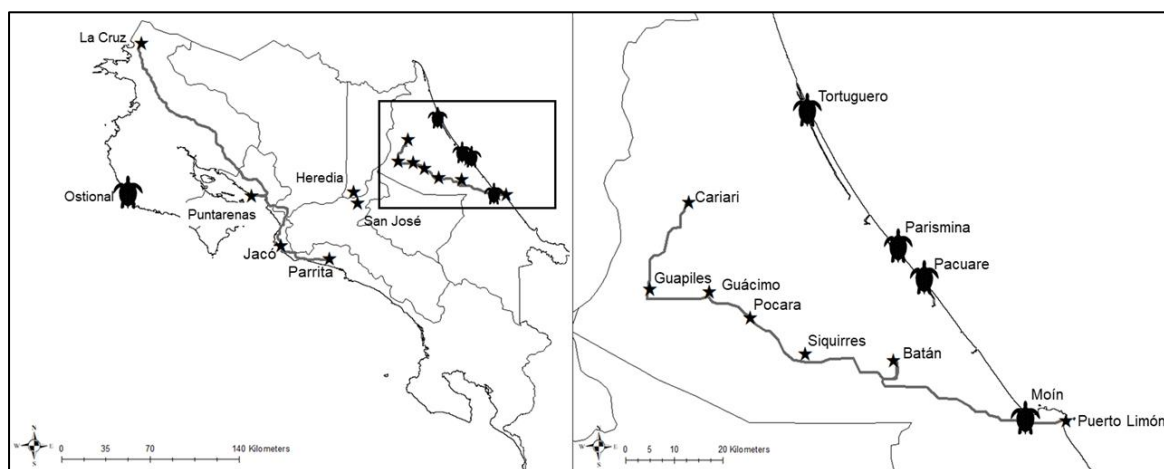 La Cruz
Ostional
Puntarenas
Heredia
San José
Jacó
Parrita
N
W E
S
0 35 70 140 Kilometers
Tortuguero
Cariari
Parismina
Pacuare
Guapiles
Guácimo
Pocara
Siquirres
Batán
Moín
Puerto Limón
N
W E
S
0 5 10 20 Kilometers